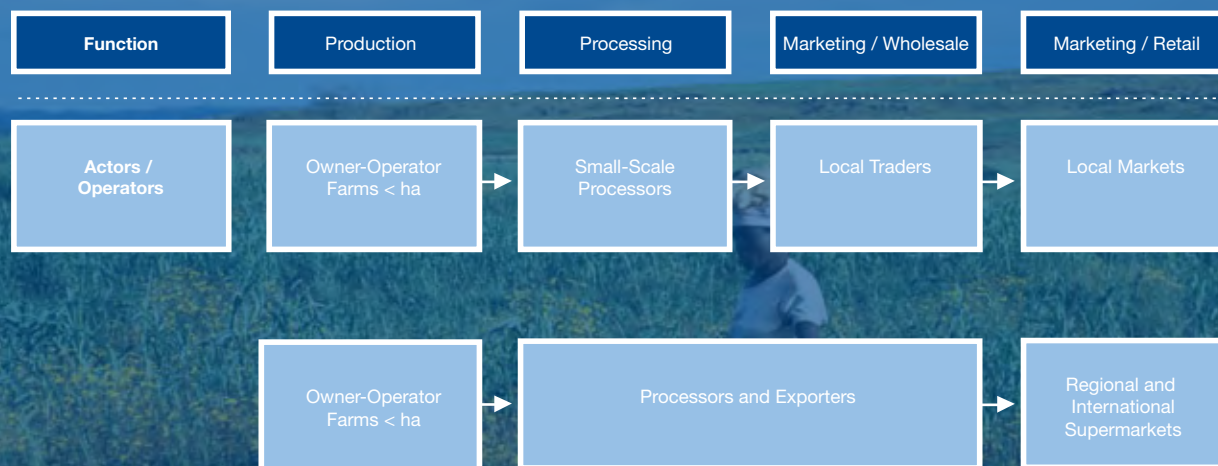 Function
Production
Processing
Marketing / Wholesale
Marketing / Retail
Actors /
Operators
Owner-Operator
Farms < ha
Small-Scale
Processors
Local Traders
Local Markets
Owner-Operator
Farms < ha
Processors and Exporters
Regional and
International
Supermarkets